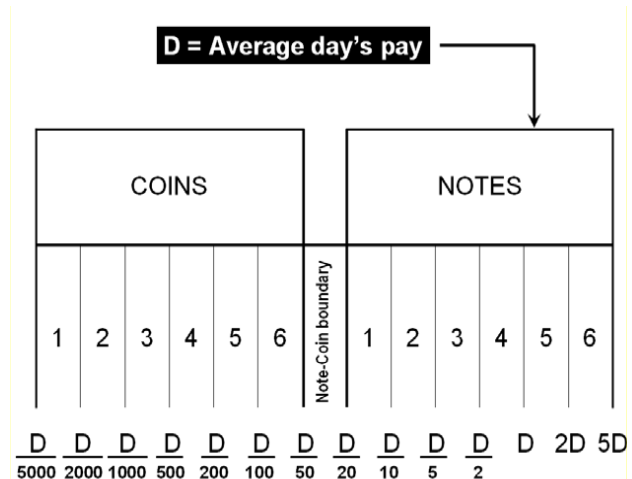 D = Average day's pay
COINS
NOTES
1 2 3 4 5 6
Note-Coin boundary
1 2 3 4 5 6
D D D D D D D D D D D D 2D 5D
5000 2000 1000 500 200 100 50 20 10 5 2